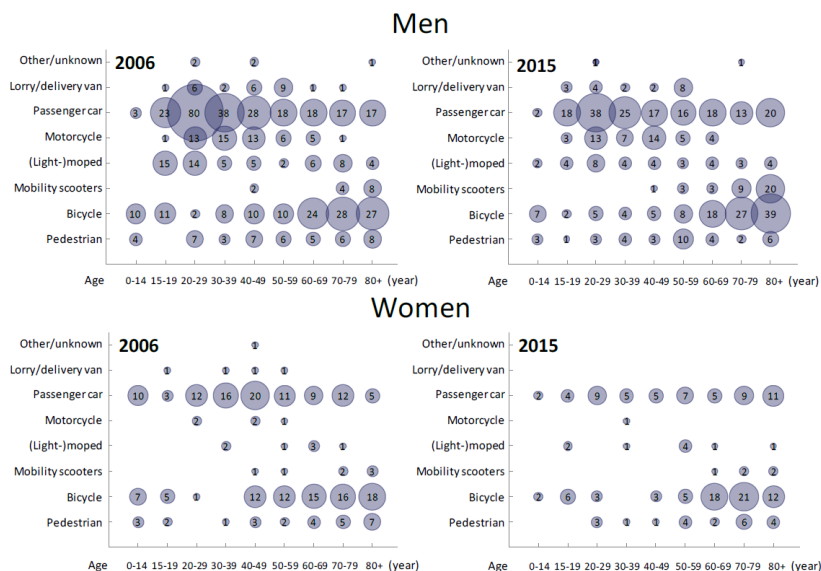 Men
2006 2015
Other/unknown 2 2 1 Other/unknown 1 1
Lorry/delivery van 1 6 2 6 9 1 1 Lorry/delivery van 3 4 2 2 8
Passenger car 3 23 80 38 28 18 18 17 17 Passenger car 2 18 38 25 17 16 18 13 20
Motorcycle 1 13 15 13 6 5 1 Motorcycle 3 13 7 14 5 4
(Light-)moped 15 14 5 5 2 6 8 4 (Light-)moped 2 4 8 4 4 3 4 3 4
Mobility scooters 2 4 8 Mobility scooters 1 3 3 9 20
Bicycle 10 11 2 8 10 10 24 28 27 Bicycle 7 2 5 4 5 8 18 27 39
Pedestrian 4 7 3 7 6 5 6 8 Pedestrian 3 1 3 4 3 10 4 2 6
Age 0-14 15-19 20-29 30-39 40-49 50-59 60-69 70-79 80+ (year) Age 0-14 15-19 20-29 30-39 40-49 50-59 60-69 70-79 80+ (year)
Women
2006 2015
Other/unknown 1 Other/unknown
Lorry/delivery van 1 1 1 1 Lorry/delivery van
Passenger car 10 3 12 16 20 11 9 12 5 Passenger car 2 4 9 5 5 7 5 9 11
Motorcycle 2 2 1 Motorcycle 1
(Light-)moped 2 1 3 1 (Light-)moped 2 1 4 1 1
Mobility scooters 1 1 2 3 Mobility scooters 1 2 2
Bicycle 7 5 1 12 12 15 16 18 Bicycle 2 6 3 3 5 18 21 12
Pedestrian 3 2 1 3 2 4 5 7 Pedestrian 3 1 1 4 2 6 4
Age 0-14 15-19 20-29 30-39 40-49 50-59 60-69 70-79 80+ (year) Age 0-14 15-19 20-29 30-39 40-49 50-59 60-69 70-79 80+ (year)